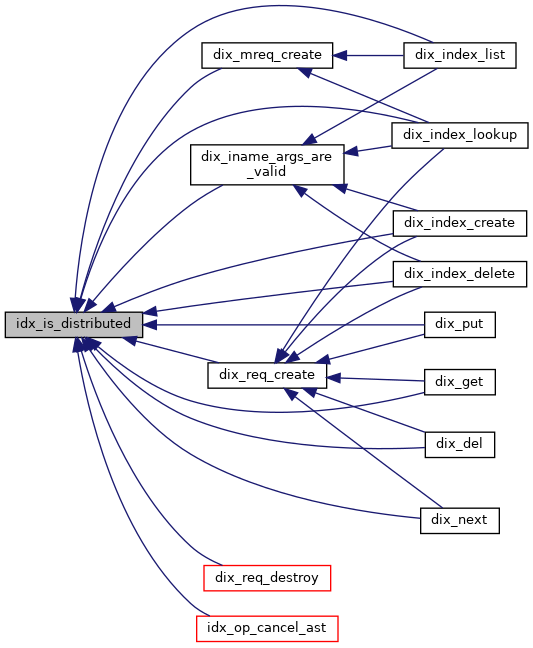 dix_mreq_create
dix_index_list
dix_index_lookup
dix_iname_args_are
_valid
dix_index_create
dix_index_delete
idx_is_distributed
dix_put
dix_req_create
dix_get
dix_del
dix_next
dix_req_destroy
idx_op_cancel_ast